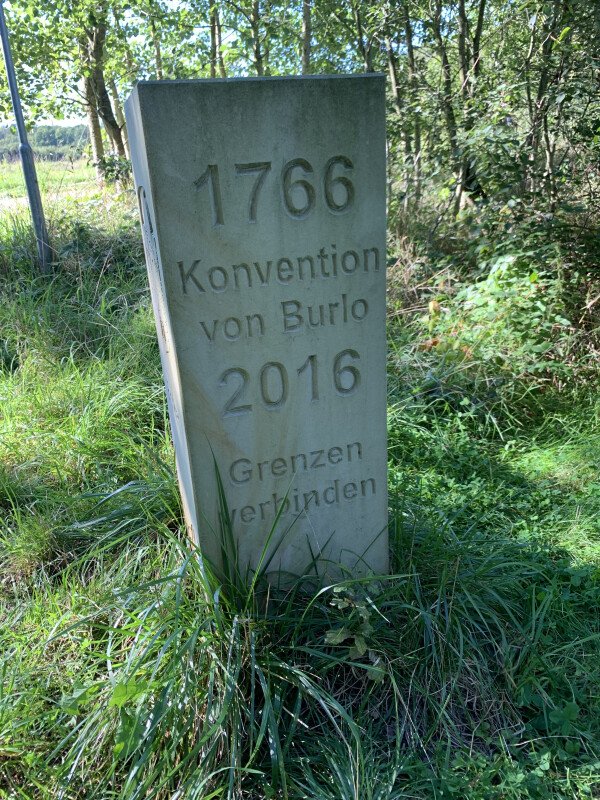 1766
Konvention
von Burlo
2016
Grenzen
verbinden